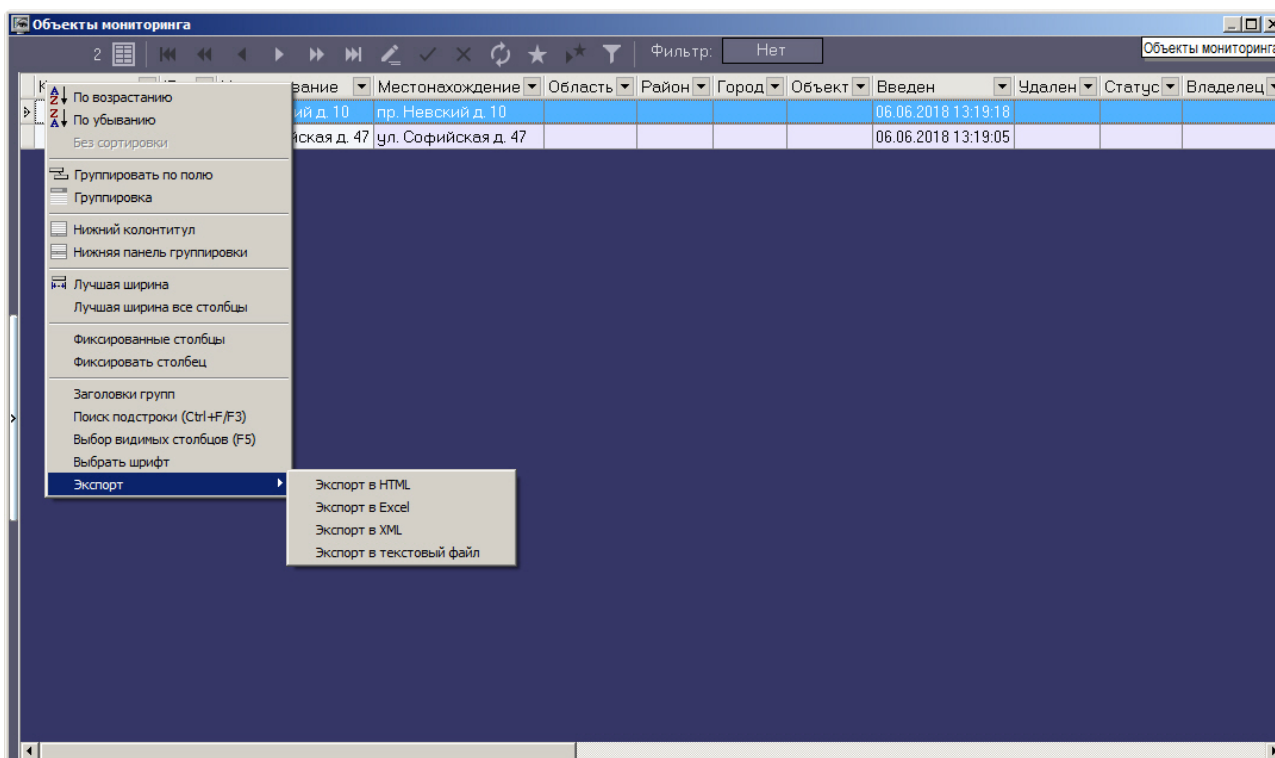 Объекты мониторинга
2 Фильтр: Нет
Объекты мониторинга
Местонахождение Область Район Город Объект Введен Удален Статус Владелец
д. 10 пр. Невский д. 10 06.06.2018 13:19:18
д. 47 ул. Софийская д. 47 06.06.2018 13:19:05
По возрастанию
По убыванию
Без сортировки
Группировать по полю
Группировка
Нижний колонтитул
Нижняя панель группировки
Лучшая ширина
Лучшая ширина все столбцы
Фиксированные столбцы
Фиксировать столбец
Заголовки групп
Поиск подстроки (Ctrl+F/F3)
Выбор видимых столбцов (F5)
Выбрать шрифт
Экспорт
Экспорт в HTML
Экспорт в Excel
Экспорт в XML
Экспорт в текстовый файл